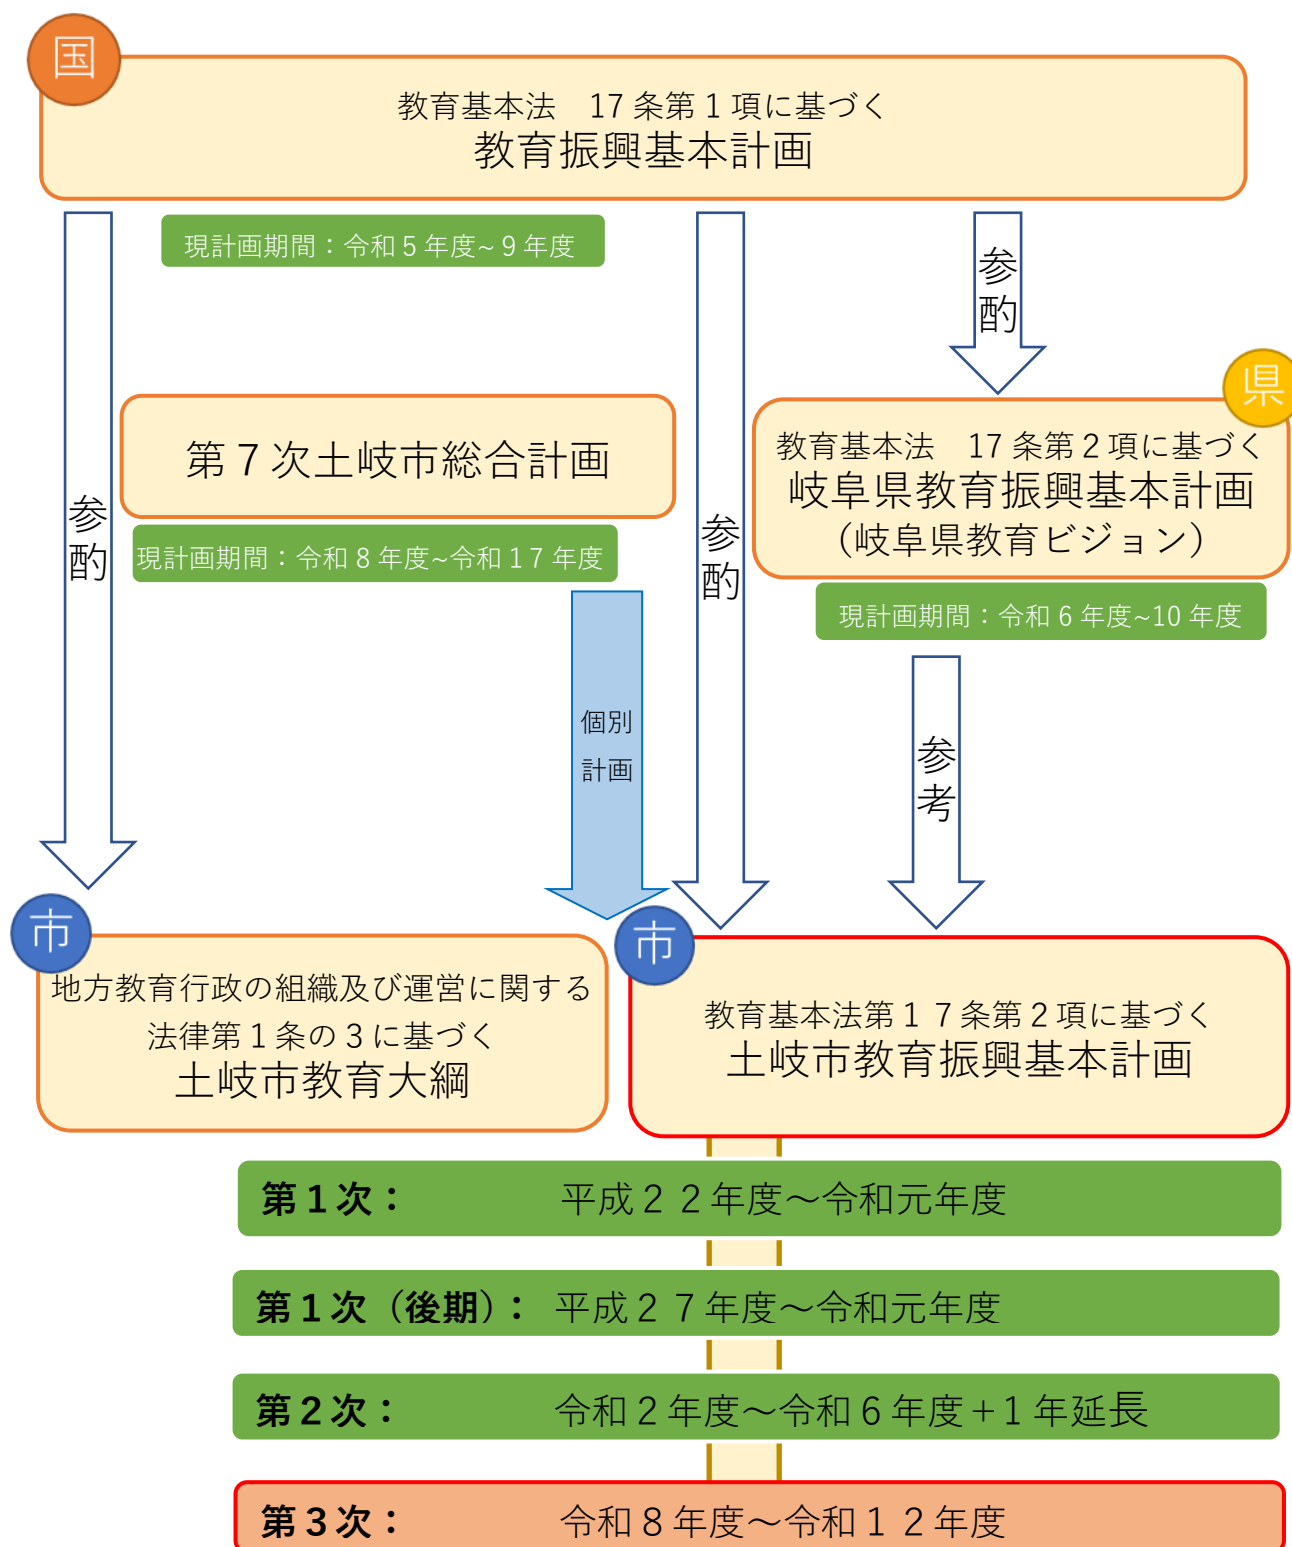 国
教育基本法　17 条第 1 項に基づく
教育振興基本計画
現計画期間：令和 5 年度~ 9 年度
参酌
県
第７次土岐市総合計画
教育基本法　17 条第 2 項に基づく
岐阜県教育振興基本計画
（岐阜県教育ビジョン）
参酌
参酌
現計画期間：令和 8 年度~令和 1 7 年度
現計画期間：令和 6 年度~10 年度
個別
計画
参考
市
地方教育行政の組織及び運営に関する
法律第 1 条の 3 に基づく
土岐市教育大綱
市
教育基本法第１７条第 2 項に基づく
土岐市教育振興基本計画
第１次：　平成２２年度～令和元年度
第１次（後期）：　平成２７年度～令和元年度
第２次：　令和２年度～令和６年度＋1 年延長
第３次：　令和８年度～令和１２年度